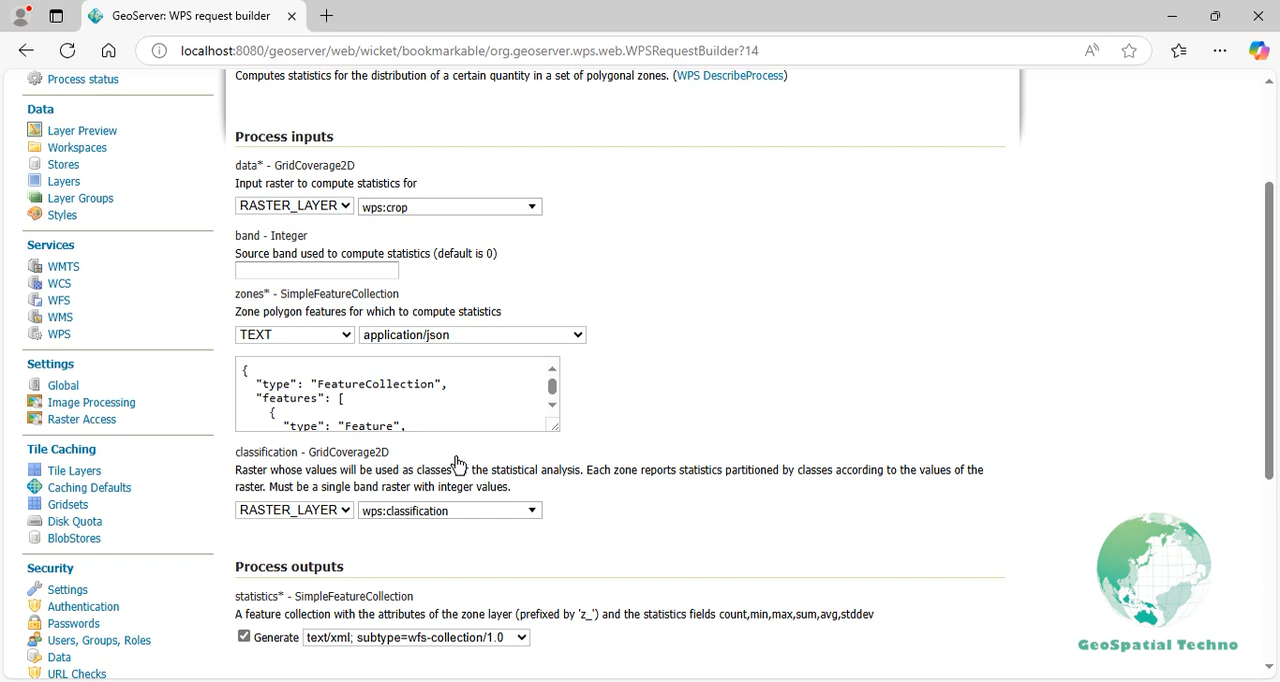 GeoServer: WPS request builder
localhost:8080/geoserver/web/wicket/bookmarkable/org.geoserver.wps.web.WPSRequestBuilder?14
Process status
Data
Layer Preview
Workspaces
Stores
Layers
Layer Groups
Styles
Services
WMTS
WCS
WFS
WMS
WPS
Settings
Global
Image Processing
Raster Access
Tile Caching
Tile Layers
Caching Defaults
Gridsets
Disk Quota
BlobStores
Security
Settings
Authentication
Passwords
Users, Groups, Roles
Data
URL Checks
Computes statistics for the distribution of a certain quantity in a set of polygonal zones. (WPS DescribeProcess)
Process inputs
data* - GridCoverage2D
Input raster to compute statistics for
RASTER_LAYER wps:crop
band - Integer
Source band used to compute statistics (default is 0)
zones* - SimpleFeatureCollection
Zone polygon features for which to compute statistics
TEXT application/json
{
"type": "FeatureCollection",
"features": [
{
"type": "Feature",
classification - GridCoverage2D
Raster whose values will be used as classes the statistical analysis. Each zone reports statistics partitioned by classes according to the values of the
raster. Must be a single band raster with integer values.
RASTER_LAYER wps:classification
Process outputs
statistics* - SimpleFeatureCollection
A feature collection with the attributes of the zone layer (prefixed by 'z_') and the statistics fields count,min,max,sum,avg,stddev
Generate text/xml; subtype=wfs-collection/1.0
GeoSpatial Techno